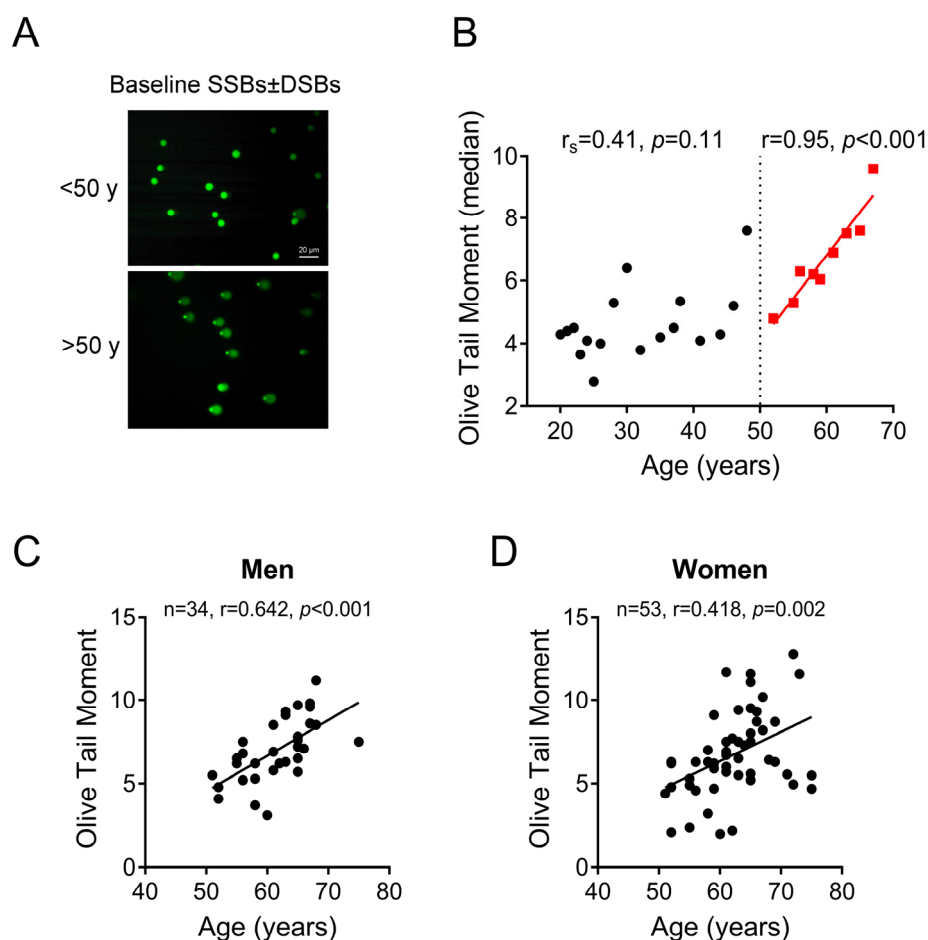 A
Baseline SSBs±DSBs
<50 y
20 µm
>50 y
B
rs=0.41, p=0.11
r=0.95, p<0.001
Olive Tail Moment (median)
10
8
6
4
2
20 30 40 50 60 70
Age (years)
C
Men
n=34, r=0.642, p<0.001
Olive Tail Moment
15
10
5
0
40 50 60 70 80
Age (years)
D
Women
n=53, r=0.418, p=0.002
Olive Tail Moment
15
10
5
0
40 50 60 70 80
Age (years)